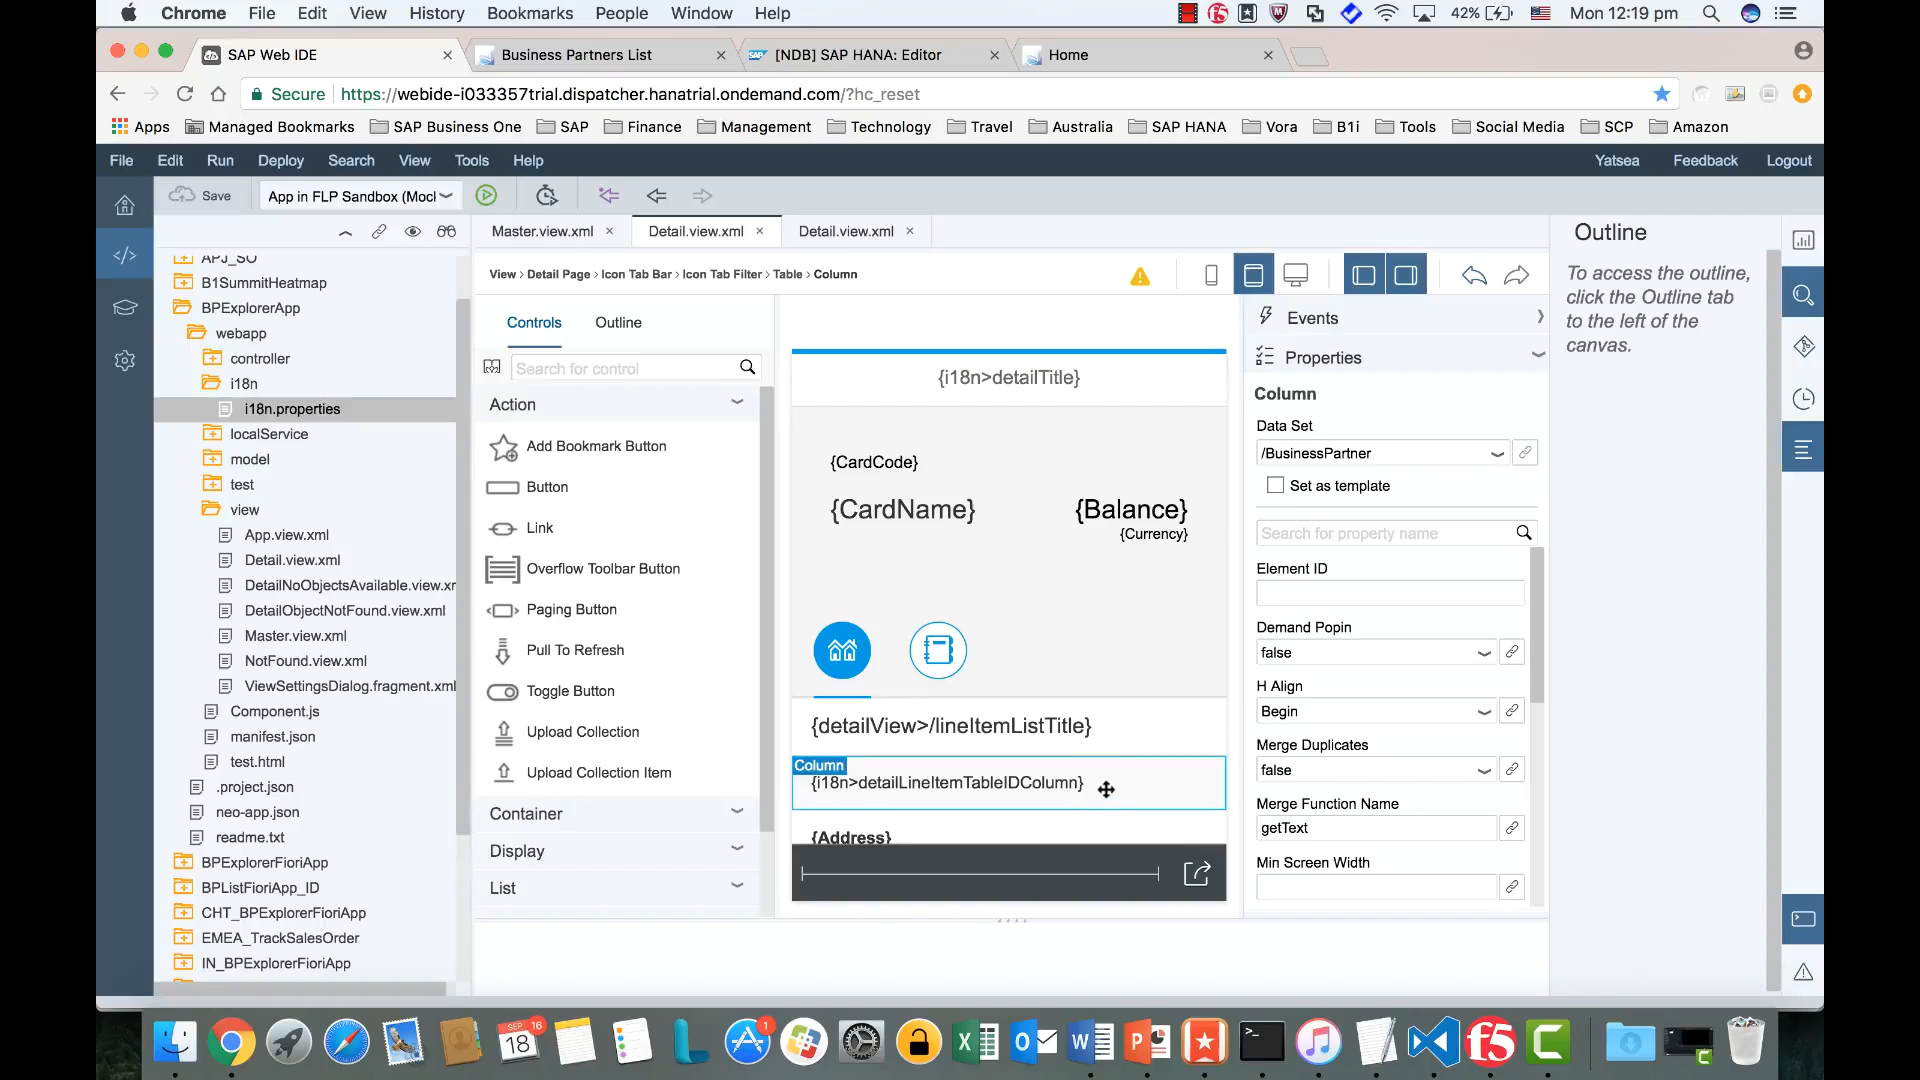 Chrome File Edit View History Bookmarks People Window Help 42% Mon 12:19 pm
SAP Web IDE Business Partners List SAP [NDB] SAP HANA: Editor Home
Secure https://webide-i033357trial.dispatcher.hanatrial.ondemand.com/?hc_reset
Apps Managed Bookmarks SAP Business One SAP Finance Management Technology Travel Australia SAP HANA Vora B1i Tools Social Media SCP Amazon
File Edit Run Deploy Search View Tools Help Yatsea Feedback Logout
Save App in FLP Sandbox (Mocl
Master.view.xml Detail.view.xml Detail.view.xml
View > Detail Page > Icon Tab Bar > Icon Tab Filter > Table > Column
APJ_SO
B1SummitHeatmap
BPExplorerApp
webapp
controller
i18n
i18n.properties
localService
model
test
view
App.view.xml
Detail.view.xml
DetailNoObjectsAvailable.view.xr
DetailObjectNotFound.view.xml
Master.view.xml
NotFound.view.xml
ViewSettingsDialog.fragment.xml
Component.js
manifest.json
test.html
.project.json
neo-app.json
readme.txt
BPExplorerFioriApp
BPListFioriApp_ID
CHT_BPExplorerFioriApp
EMEA_TrackSalesOrder
IN_BPExplorerFioriApp
Controls Outline
Search for control
Action
Add Bookmark Button
Button
Link
Overflow Toolbar Button
Paging Button
Pull To Refresh
Toggle Button
Upload Collection
Upload Collection Item
Container
Display
List
{i18n>detailTitle}
{CardCode}
{CardName} {Balance}
{Currency}
{detailView>/lineItemListTitle}
Column
{i18n>detailLineItemTableIDColumn}
{Address}
Events
Properties
Column
Data Set
/BusinessPartner
Set as template
Search for property name
Element ID
Demand Popin
false
H Align
Begin
Merge Duplicates
false
Merge Function Name
getText
Min Screen Width
Outline
To access the outline,
click the Outline tab
to the left of the
canvas.
SEP 16
18
1
f5